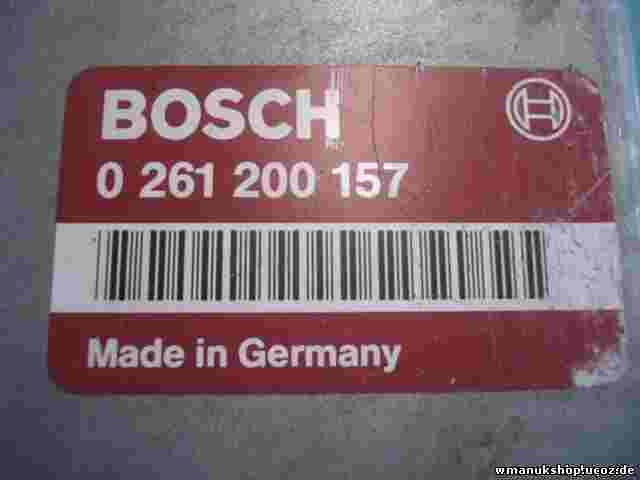 BOSCH
0 261 200 157
Made in Germany
wmanukshop.ucoz.de